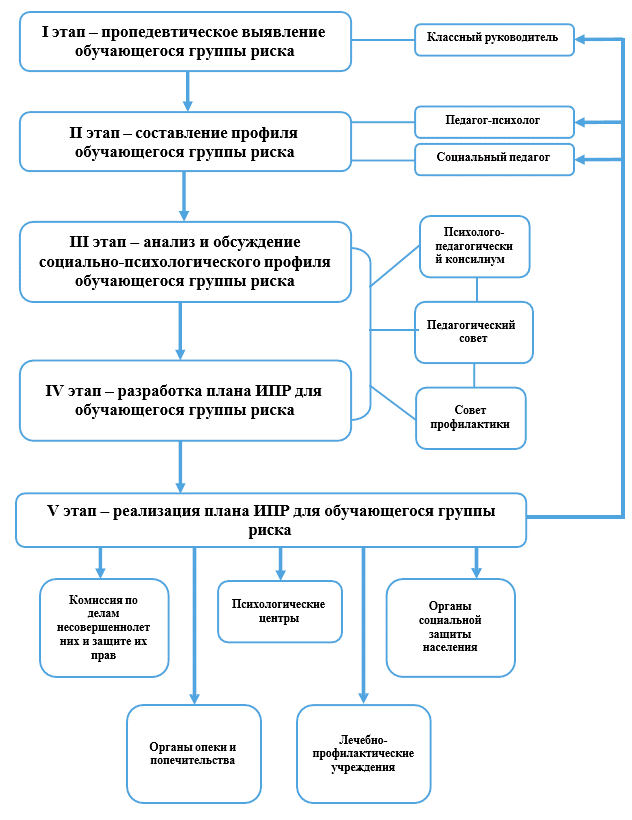 I этап – пропедевтическое выявление
обучающегося группы риска
Классный руководитель
II этап – составление профиля
обучающегося группы риска
Педагог-психолог
Социальный педагог
III этап – анализ и обсуждение
социально-психологического профиля
обучающегося группы риска
Психолого-
педагогически
й консилиум
Педагогический
совет
IV этап – разработка плана ИПР для
обучающегося группы риска
Совет
профилактики
V этап – реализация плана ИПР для обучающегося группы
риска
Комиссия по
делам
несовершеннолет
них и защите их
прав
Психологические
центры
Органы
социальной
защиты
населения
Органы опеки и
попечительства
Лечебно-
профилактические
учреждения